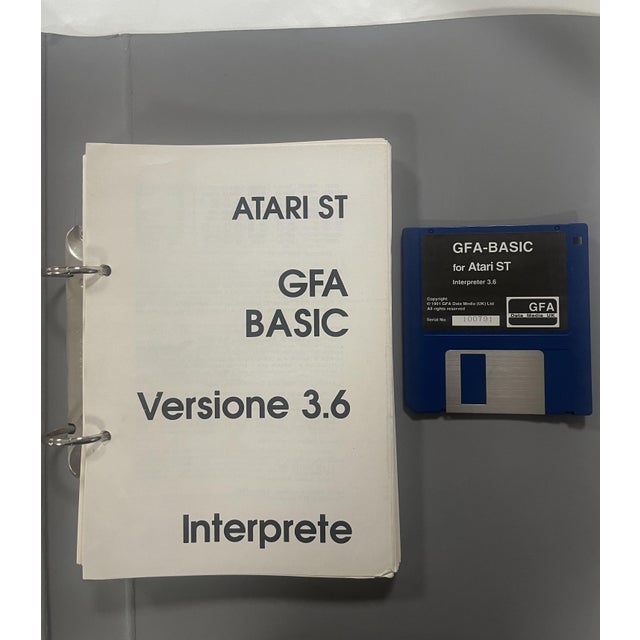 ATARI ST
GFA
BASIC
Versione 3.6
Interprete
GFA-BASIC
for Atari ST
Interpreter 3.6
Copyright
© 1991 GFA Data Media (UK) Ltd
All rights reserved
Serial No.
100791
GFA
Data Media UK